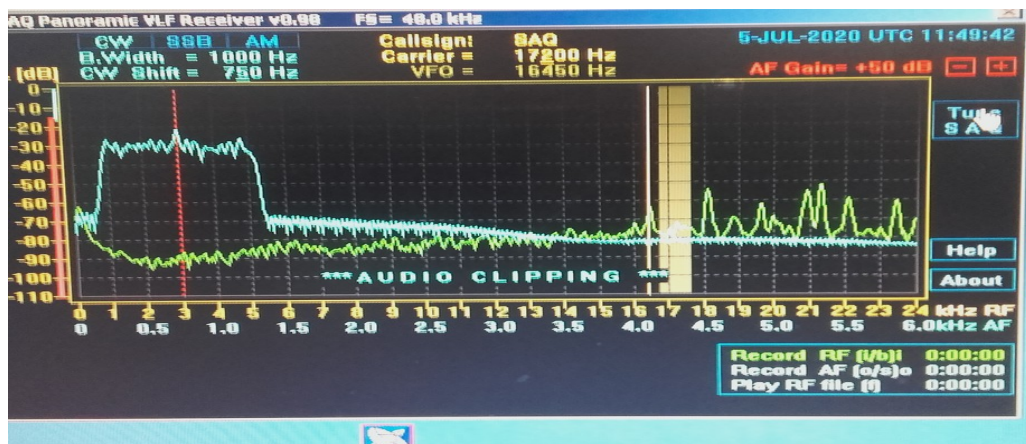 AQ Panoramic VLF Receiver v0.98 FS= 48.0 kHz
CW SSB AM
B.Width = 1000 Hz
CW Shift = 750 Hz
Callsign: SAQ
Carrier = 17200 Hz
VFO = 16450 Hz
5-JUL-2020 UTC 11:49:42
AF Gain= +50 dB - +
[dB]
0
-10
-20
-30
-40
-50
-60
-70
-80
-90
-100
-110
S A Q
Help
About
***AUDIO CLIPPING ***
0 1 2 3 4 5 6 7 8 9 10 11 12 13 14 15 16 17 18 19 20 21 22 23 24 kHz RF
0 0.5 1.0 1.5 2.0 2.5 3.0 3.5 4.0 4.5 5.0 5.5 6.0kHz AF
Record RF (i/b)i 0:00:00
Record AF (o/s)o 0:00:00
Play RF file (f) 0:00:00